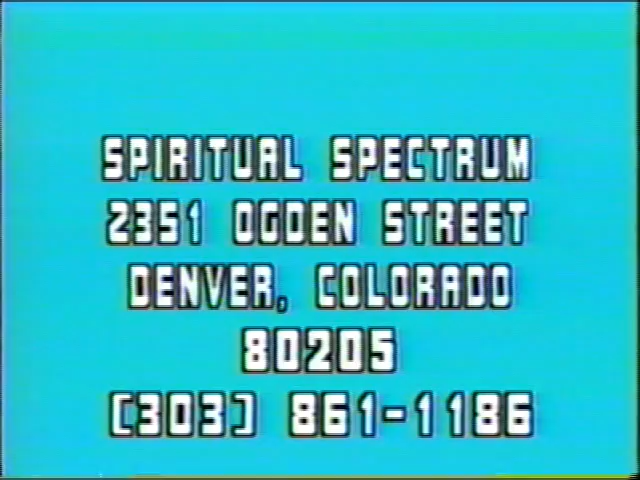 SPIRITUAL SPECTRUM
2351 OGDEN STREET
DENVER, COLORADO
80205
(303) 861-1186